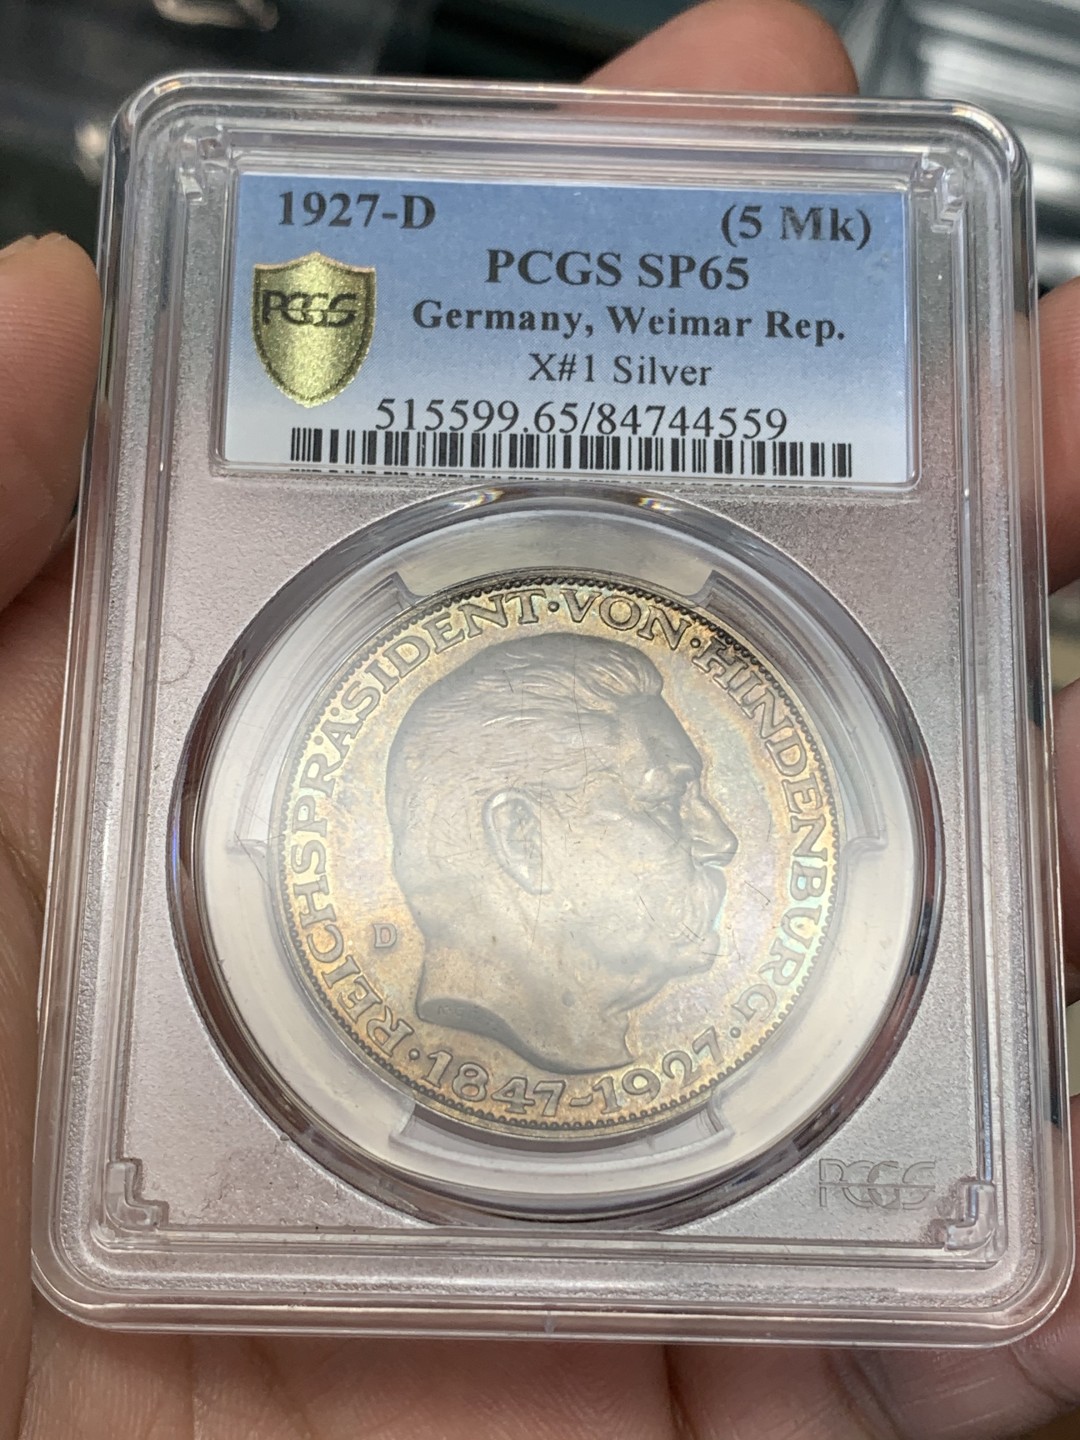 1927-D (5 Mk)
PCGS SP65
PCGS Germany, Weimar Rep.
X#1 Silver
515599.65/84744559
REICHSPRÄSIDENT·VON·HINDENBURG·
D
·1847-1927·
PCGS